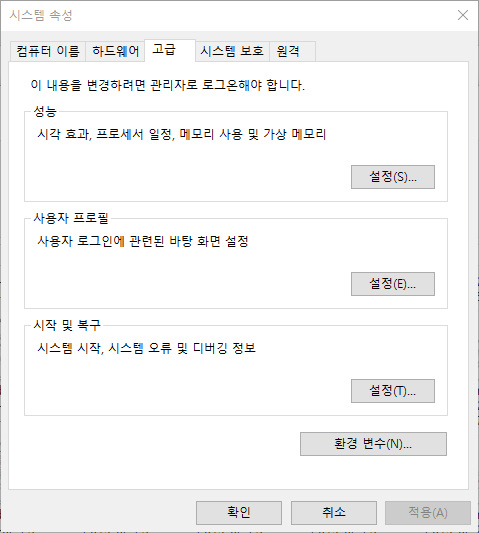 시스템 속성
컴퓨터 이름 하드웨어 고급 시스템 보호 원격
이 내용을 변경하려면 관리자로 로그온해야 합니다.
성능
시각 효과, 프로세서 일정, 메모리 사용 및 가상 메모리
설정(S)...
사용자 프로필
사용자 로그인에 관련된 바탕 화면 설정
설정(E)...
시작 및 복구
시스템 시작, 시스템 오류 및 디버깅 정보
설정(T)...
환경 변수(N)...
확인 취소 적용(A)